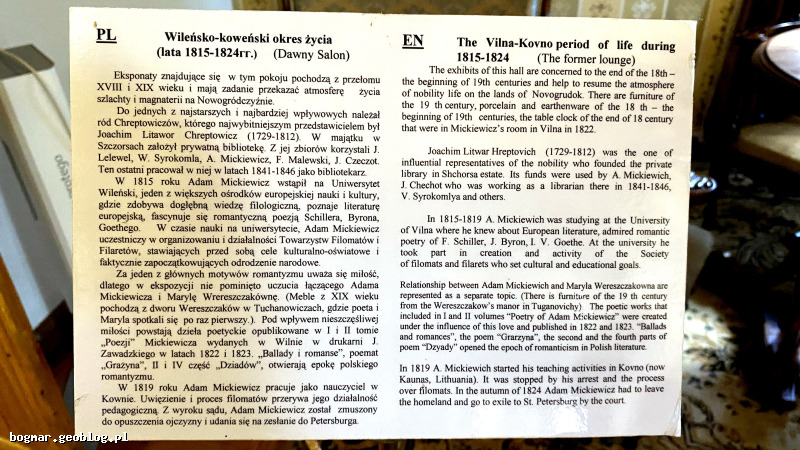 PL
Wileńsko-koweński okres życia
(lata 1815-1824гг.) (Dawny Salon)
Eksponaty znajdujące się w tym pokoju pochodzą z przełomu
XVIII i XIX wieku i mają zadanie przekazać atmosferę życia
szlachty i magnaterii na Nowogródczyźnie.
Do jednych z najstarszych i najbardziej wpływowych należał
ród Chreptowiczów, którego najwybitniejszym przedstawicielem był
Joachim Litawor Chreptowicz (1729-1812). W majątku w
Szczorsach założył prywatną bibliotekę. Z jej zbiorów korzystali J.
Lelewel, W. Syrokomla, A. Mickiewicz, F. Malewski, J. Czeczot.
Ten ostatni pracował w niej w latach 1841-1846 jako bibliotekarz.
W 1815 roku Adam Mickiewicz wstąpił na Uniwersytet
Wileński, jeden z większych ośrodków europejskiej nauki i kultury,
gdzie zdobywa dogłębną wiedzę filologiczną, poznaje literaturę
europejską, fascynuje się romantyczną poezją Schillera, Byrona,
Goethego. W czasie nauki na uniwersytecie, Adam Mickiewicz
uczestniczy w organizowaniu i działalności Towarzystw Filomatów i
Filaretów, stawiających przed sobą cele kulturalno-oświatowe i
faktycznie zapoczątkowujących odrodzenie narodowe.
Za jeden z głównych motywów romantyzmu uważa się miłość,
dlatego w ekspozycji nie pominięto uczucia łączącego Adama
Mickiewicza i Marylę Wrereszczakównę. (Meble z XIX wieku
pochodzą z dworu Wereszczaków w Tuchanowiczach, gdzie poeta i
Maryla spotkali się po raz pierwszy.). Pod wpływem nieszczęśliwej
miłości powstają dzieła poetyckie opublikowane w I i II tomie
„Poezji” Mickiewicza wydanych w Wilnie w drukarni J.
Zawadzkiego w latach 1822 i 1823. „Ballady i romanse”, poemat
„Grażyna”, II i IV część „Dziadów”, otwierają epokę polskiego
romantyzmu.
W 1819 roku Adam Mickiewicz pracuje jako nauczyciel w
Kownie. Uwięzienie i proces filomatów przerywa jego działalność
pedagogiczną. Z wyroku sądu, Adam Mickiewicz został zmuszony
do opuszczenia ojczyzny i udania się na zesłanie do Petersburga.
EN
The Vilna-Kovno period of life during
1815-1824 (The former lounge)
The exhibits of this hall are concerned to the end of the 18th –
the beginning of 19th centuries and help to resume the atmosphere
of nobility life on the lands of Novogrudok. There are furniture of
the 19 th century, porcelain and earthenware of the 18 th – the
beginning of 19th centuries, the table clock of the end of 18 century
that were in Mickiewicz's room in Vilna in 1822.
Joachim Litwar Hreptovich (1729-1812) was the one of
influential representatives of the nobility who founded the private
library in Shchorsa estate. Its funds were used by A. Mickiewich,
J. Chechot who was working as a librarian there in 1841-1846,
V. Syrokomlya and others.
In 1815-1819 A. Mickiewich was studying at the University
of Vilna where he knew about European literature, admired romantic
poetry of F. Schiller, J. Byron, I. V. Goethe. At the university he
took part in creation and activity of the Society
of filomats and filarets who set cultural and educational goals.
Relationship between Adam Mickiewich and Maryla Wereszczakowna are
represented as a separate topic. (There is furniture of the 19 th century
from the Wereszczakow's manor in Tuganovichy) The poetic works that
included in I and II volumes “Poetry of Adam Mickiewicz” were created
under the influence of this love and published in 1822 and 1823. “Ballads
and romances”, the poem “Grarzyna”, the second and the fourth parts of
poem “Dzyady” opened the epoch of romanticism in Polish literature.
In 1819 A. Mickiewich started his teaching activities in Kovno (now
Kaunas, Lithuania). It was stopped by his arrest and the process
over filomats. In the autumn of 1824 Adam Mickiewicz had to leave
the homeland and go to exile to St. Petersburg by the court.
bogmar.geoblog.pl